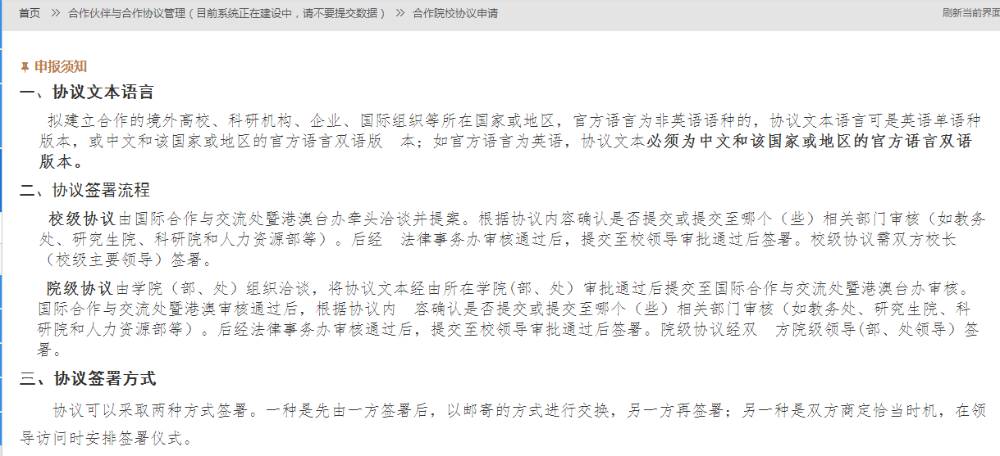 首页 >> 合作伙伴与合作协议管理（目前系统正在建设中，请不要提交数据） >> 合作院校协议申请 刷新当前界面
申报须知
一、协议文本语言
拟建立合作的境外高校、科研机构、企业、国际组织等所在国家或地区，官方语言为非英语语种的，协议文本语言可是英语单语种
版本，或中文和该国家或地区的官方语言双语版 本；如官方语言为英语，协议文本必须为中文和该国家或地区的官方语言双语
版本。
二、协议签署流程
校级协议由国际合作与交流处暨港澳台办牵头洽谈并提案。根据协议内容确认是否提交或提交至哪个（些）相关部门审核（如教务
处、研究生院、科研院和人力资源部等）。后经 法律事务办审核通过后，提交至校领导审批通过后签署。校级协议需双方校长
（校级主要领导）签署。
院级协议由学院（部、处）组织洽谈，将协议文本经由所在学院(部、处）审批通过后提交至国际合作与交流处暨港澳台办审核。
国际合作与交流处暨港澳审核通过后，根据协议内 容确认是否提交或提交至哪个（些）相关部门审核（如教务处、研究生院、科
研院和人力资源部等）。后经法律事务办审核通过后，提交至校领导审批通过后签署。院级协议经双 方院级领导(部、处领导）签
署。
三、协议签署方式
协议可以采取两种方式签署。一种是先由一方签署后，以邮寄的方式进行交换，另一方再签署；另一种是双方商定恰当时机，在领
导访问时安排签署仪式。